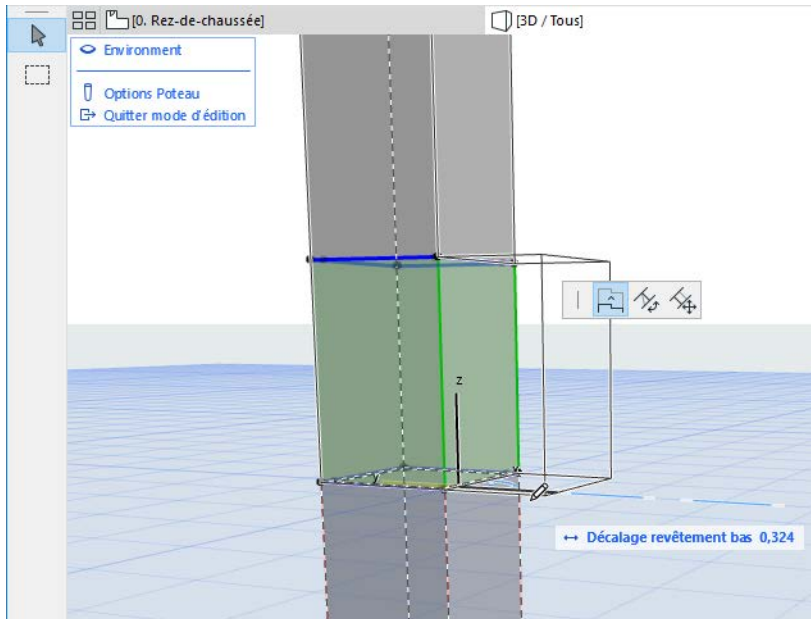 [0. Rez-de-chaussée]
[3D / Tous]
Environment
Options Poteau
Quitter mode d'édition
z
y
Décalage revêtement bas 0,324